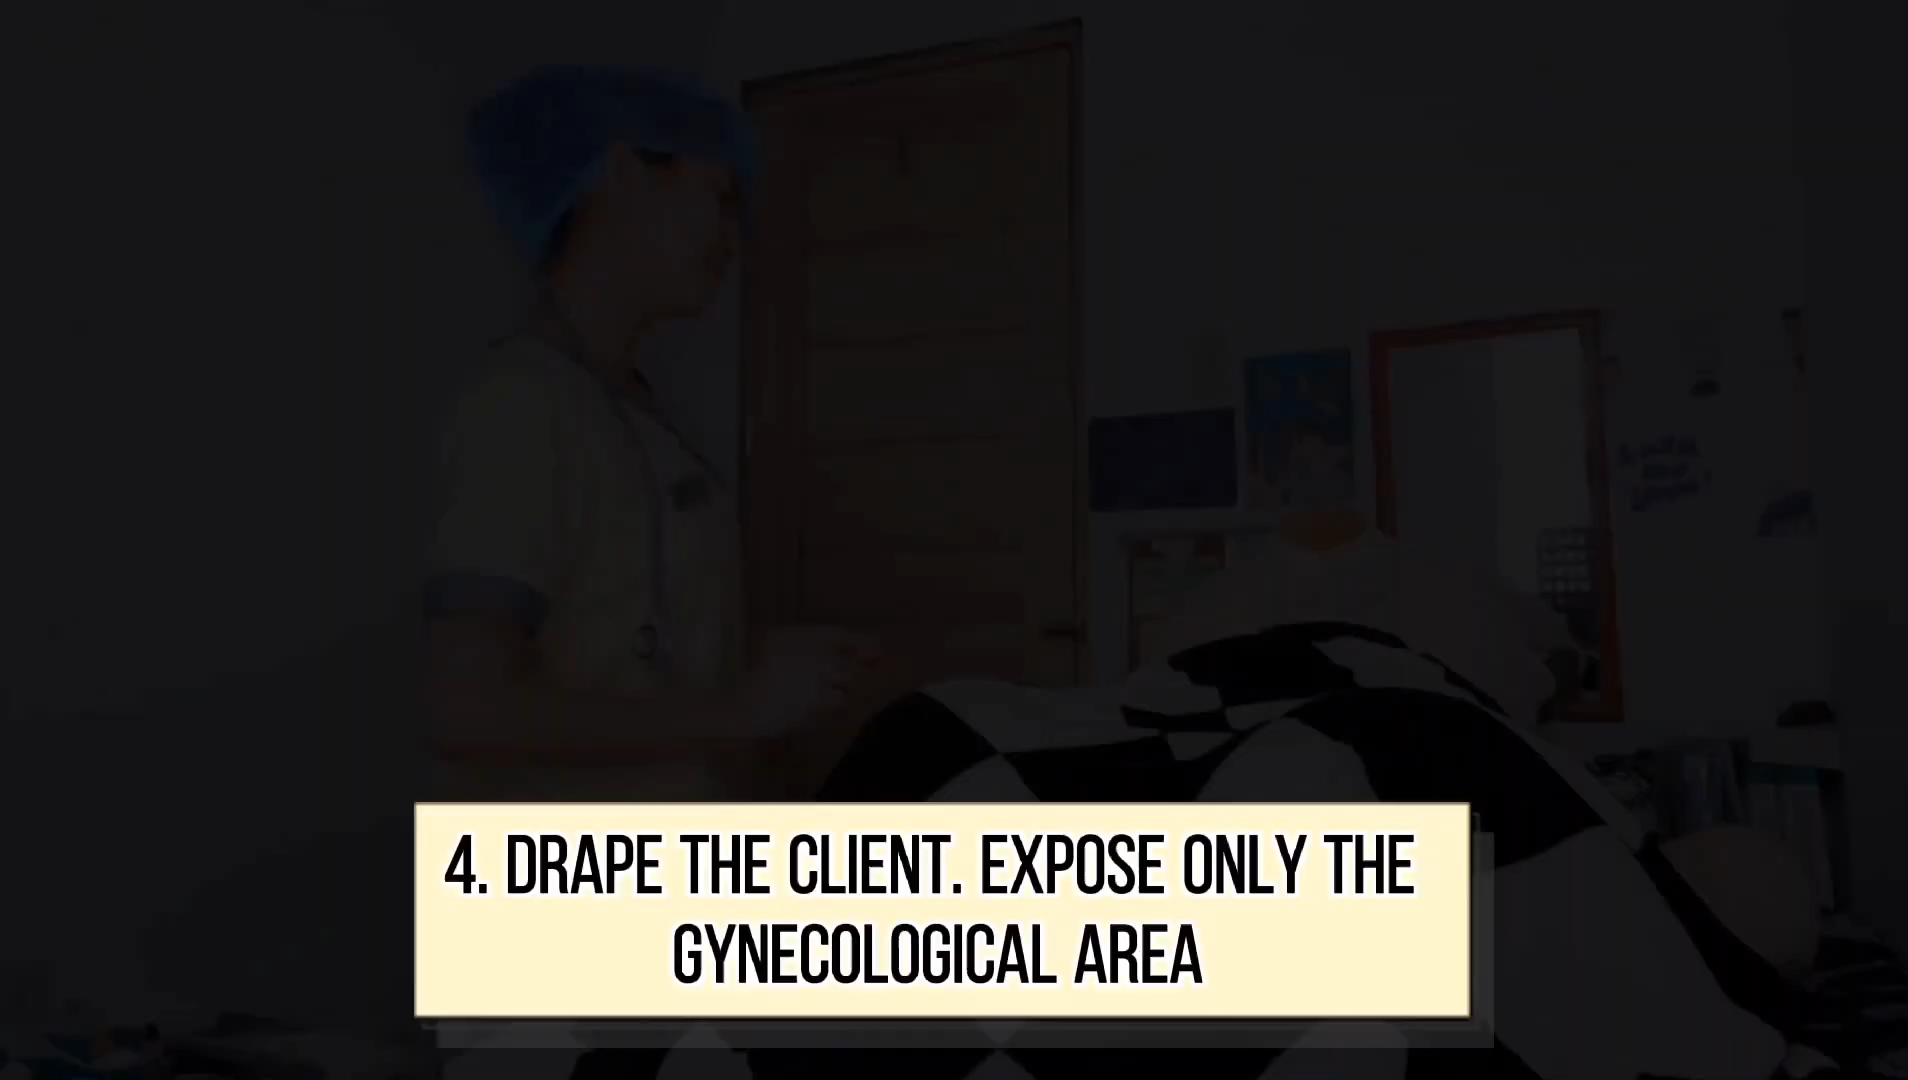 4. DRAPE THE CLIENT. EXPOSE ONLY THE
GYNECOLOGICAL AREA